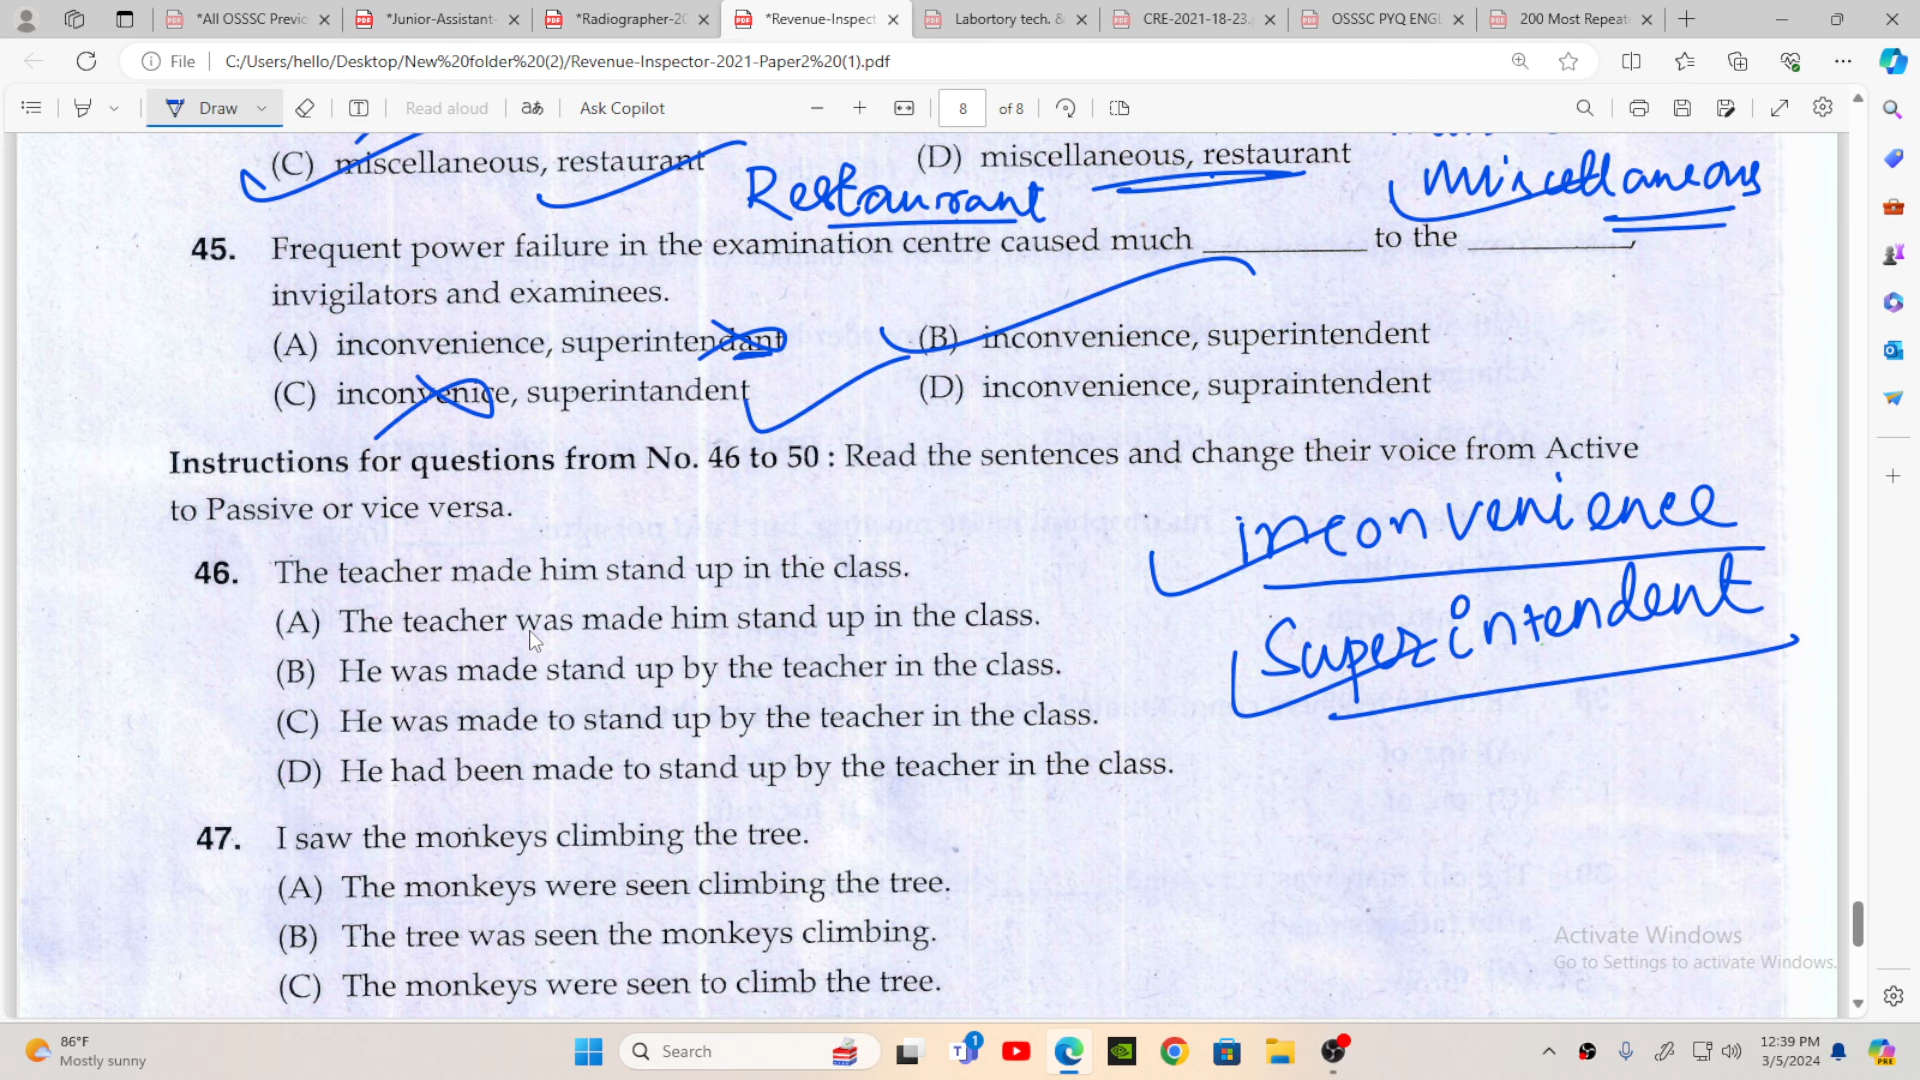 *All OSSSC Previo
*Junior-Assistant-
*Radiographer-20
*Revenue-Inspect
Labortory tech. &
CRE-2021-18-23.p
OSSSC PYQ ENGL
200 Most Repeat
File
C:/Users/hello/Desktop/New%20folder%20(2)/Revenue-Inspector-2021-Paper2%20(1).pdf
Draw
Read aloud
aあ
Ask Copilot
8 of 8
(C) miscellaneous, restaurant
(D) miscellaneous, restaurant
Restaurant
miscellaneous
45. Frequent power failure in the examination centre caused much __________ to the __________,
invigilators and examinees.
(A) inconvenience, superintendant
(B) inconvenience, superintendent
(C) inconvenice, superintandent
(D) inconvenience, supraintendent
Instructions for questions from No. 46 to 50 : Read the sentences and change their voice from Active
to Passive or vice versa.
inconvenience
Superintendent
46. The teacher made him stand up in the class.
(A) The teacher was made him stand up in the class.
(B) He was made stand up by the teacher in the class.
(C) He was made to stand up by the teacher in the class.
(D) He had been made to stand up by the teacher in the class.
47. I saw the monkeys climbing the tree.
(A) The monkeys were seen climbing the tree.
(B) The tree was seen the monkeys climbing.
(C) The monkeys were seen to climb the tree.
Activate Windows
Go to Settings to activate Windows.
86°F
Mostly sunny
Search
1
12:39 PM
3/5/2024
PRE